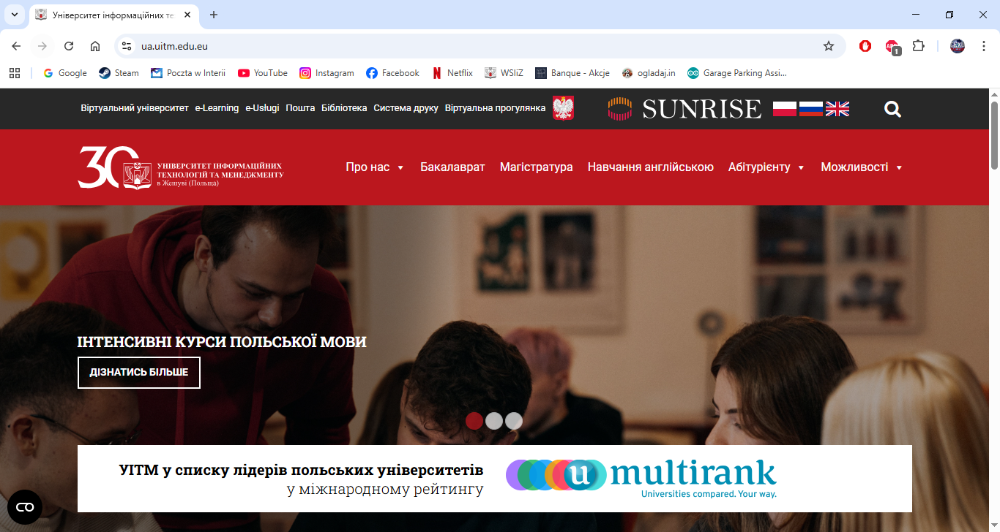 Університет інформаційних те
ua.uitm.edu.eu
ABP
1
Google
Steam
Poczta w Interii
YouTube
Instagram
Facebook
Netflix
WSIiZ
Banque - Akcje
ogladaj.in
Garage Parking Assi...
Віртуальний університет
e-Learning
e-Usługi
Пошта
Бібліотека
Система друку
Віртуальна прогулянка
SUNRISE
30
УНІВЕРСИТЕТ ІНФОРМАЦІЙНИХ
ТЕХНОЛОГІЙ ТА МЕНЕДЖМЕНТУ
в Жешуві (Польща)
Про нас
Бакалаврат
Магістратура
Навчання англійською
Абітурієнту
Можливості
ІНТЕНСИВНІ КУРСИ ПОЛЬСЬКОЇ МОВИ
ДІЗНАТИСЬ БІЛЬШЕ
УІТМ у списку лідерів польських університетів
у міжнародному рейтингу
u multirank
Universities compared. Your way.